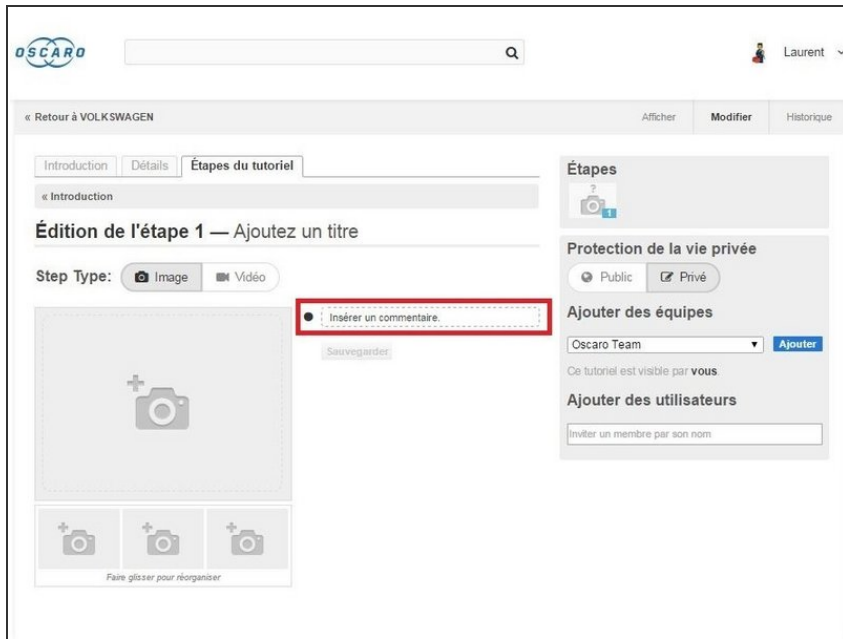 OSCARO
Laurent
« Retour à VOLKSWAGEN
Afficher
Modifier
Historique
Introduction
Détails
Étapes du tutoriel
« Introduction
Édition de l'étape 1 — Ajoutez un titre
Step Type:
Image
Vidéo
Insérer un commentaire.
Sauvegarder
Faire glisser pour réorganiser
Étapes
?
1
Protection de la vie privée
Public
Privé
Ajouter des équipes
Oscaro Team
Ajouter
Ce tutoriel est visible par vous.
Ajouter des utilisateurs
Inviter un membre par son nom